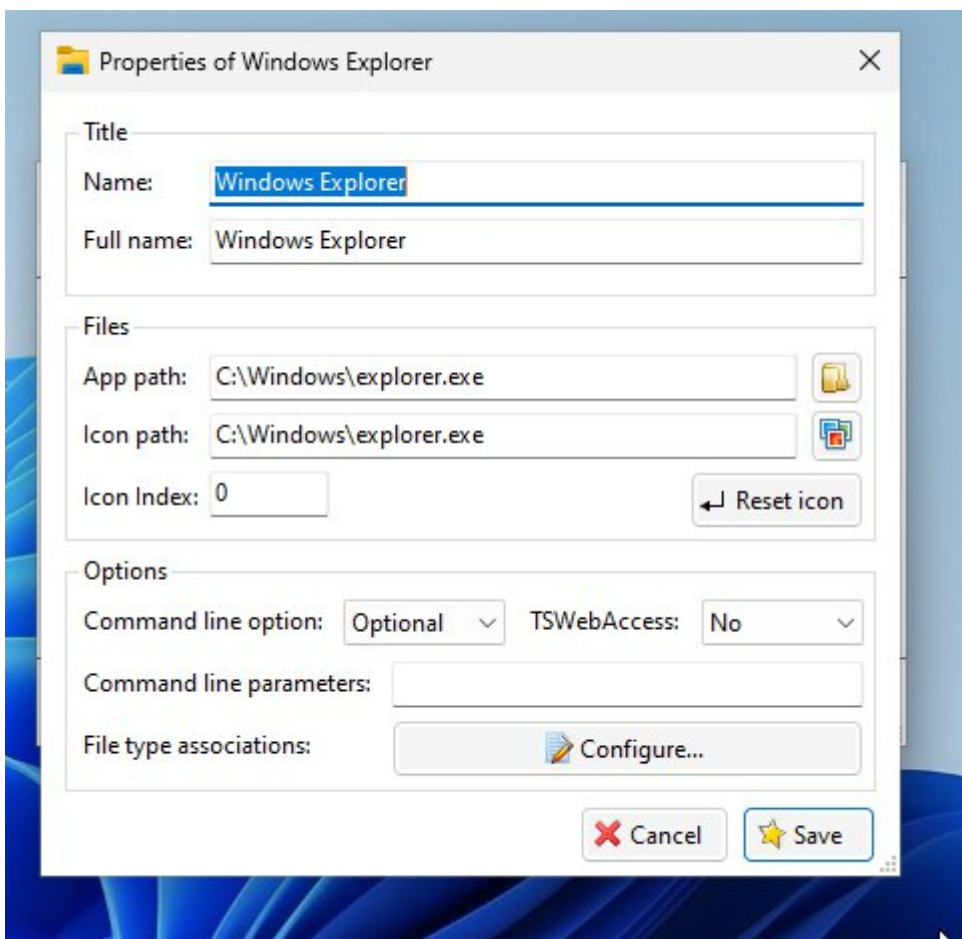 Properties of Windows Explorer
Title
Name: Windows Explorer
Full name: Windows Explorer
Files
App path: C:\Windows\explorer.exe
Icon path: C:\Windows\explorer.exe
Icon Index: 0 Reset icon
Options
Command line option: Optional TSWebAccess: No
Command line parameters:
File type associations: Configure...
Cancel Save